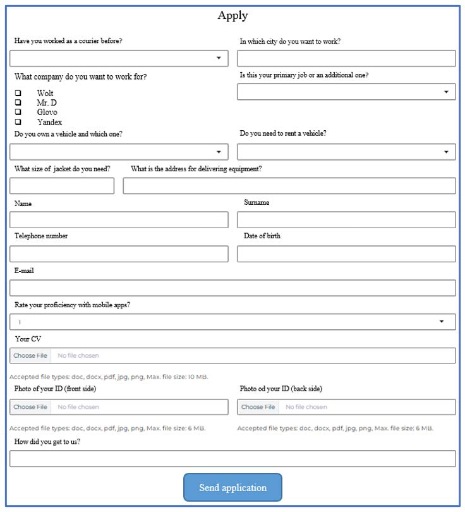 Apply
Have you worked as a courier before?
In which city do you want to work?
What company do you want to work for?
Is this your primary job or an additional one?
Wolt
Mr. D
Glovo
Yandex
Do you own a vehicle and which one?
Do you need to rent a vehicle?
What size of jacket do you need?
What is the address for delivering equipment?
Name
Surname
Telephone number
Date of birth
E-mail
Rate your proficiency with mobile apps?
1
Your CV
Choose File No file chosen
Accepted file types: doc, docx, pdf, jpg, png, Max. file size: 10 MB.
Photo of your ID (front side)
Photo od your ID (back side)
Choose File No file chosen
Choose File No file chosen
Accepted file types: doc, docx, pdf, jpg, png, Max. file size: 6 MB.
Accepted file types: doc, docx, pdf, jpg, png, Max. file size: 6 MB.
How did you get to us?
Send application